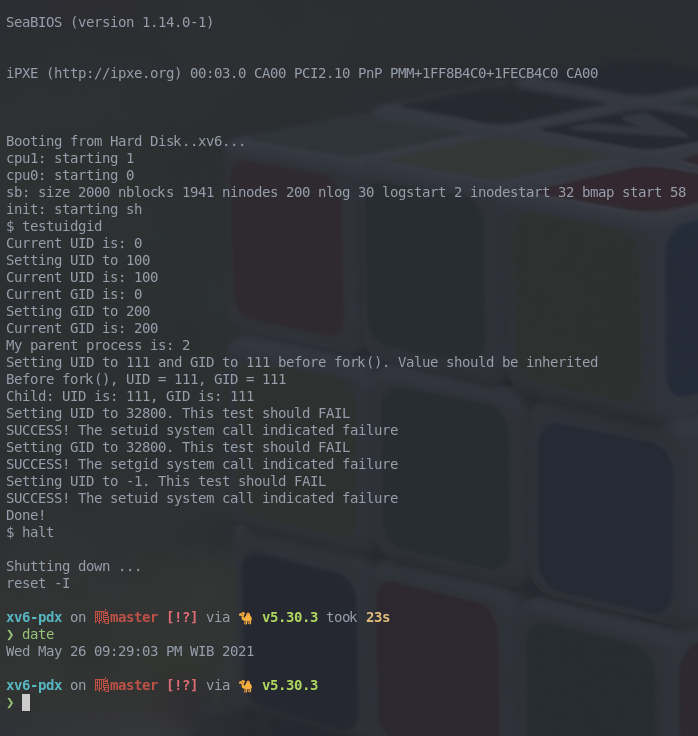 SeaBIOS (version 1.14.0-1)
iPXE (http://ipxe.org) 00:03.0 CA00 PCI2.10 PnP PMM+1FF8B4C0+1FECB4C0 CA00
Booting from Hard Disk..xv6...
cpu1: starting 1
cpu0: starting 0
sb: size 2000 nblocks 1941 ninodes 200 nlog 30 logstart 2 inodestart 32 bmap start 58
init: starting sh
$ testuidgid
Current UID is: 0
Setting UID to 100
Current UID is: 100
Current GID is: 0
Setting GID to 200
Current GID is: 200
My parent process is: 2
Setting UID to 111 and GID to 111 before fork(). Value should be inherited
Before fork(), UID = 111, GID = 111
Child: UID is: 111, GID is: 111
Setting UID to 32800. This test should FAIL
SUCCESS! The setuid system call indicated failure
Setting GID to 32800. This test should FAIL
SUCCESS! The setgid system call indicated failure
Setting UID to -1. This test should FAIL
SUCCESS! The setuid system call indicated failure
Done!
$ halt
Shutting down ...
reset -I
xv6-pdx on master [!?] via 🐪 v5.30.3 took 23s
❯ date
Wed May 26 09:29:03 PM WIB 2021
xv6-pdx on master [!?] via 🐪 v5.30.3
❯